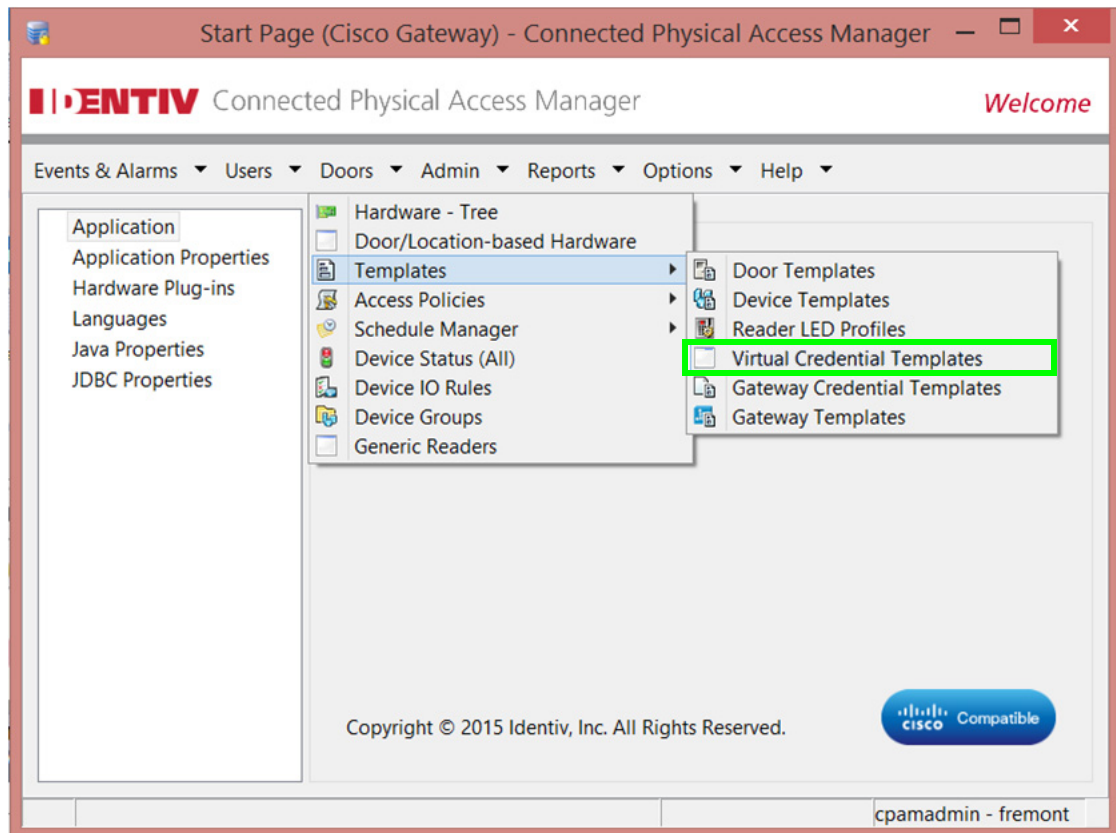 Start Page (Cisco Gateway) - Connected Physical Access Manager
IDENTIV Connected Physical Access Manager
Welcome
Events & Alarms Users Doors Admin Reports Options Help
Application
Application Properties
Hardware Plug-ins
Languages
Java Properties
JDBC Properties
Hardware - Tree
Door/Location-based Hardware
Templates
Access Policies
Schedule Manager
Device Status (All)
Device IO Rules
Device Groups
Generic Readers
Door Templates
Device Templates
Reader LED Profiles
Virtual Credential Templates
Gateway Credential Templates
Gateway Templates
Copyright © 2015 Identiv, Inc. All Rights Reserved.
CISCO Compatible
cpamadmin - fremont